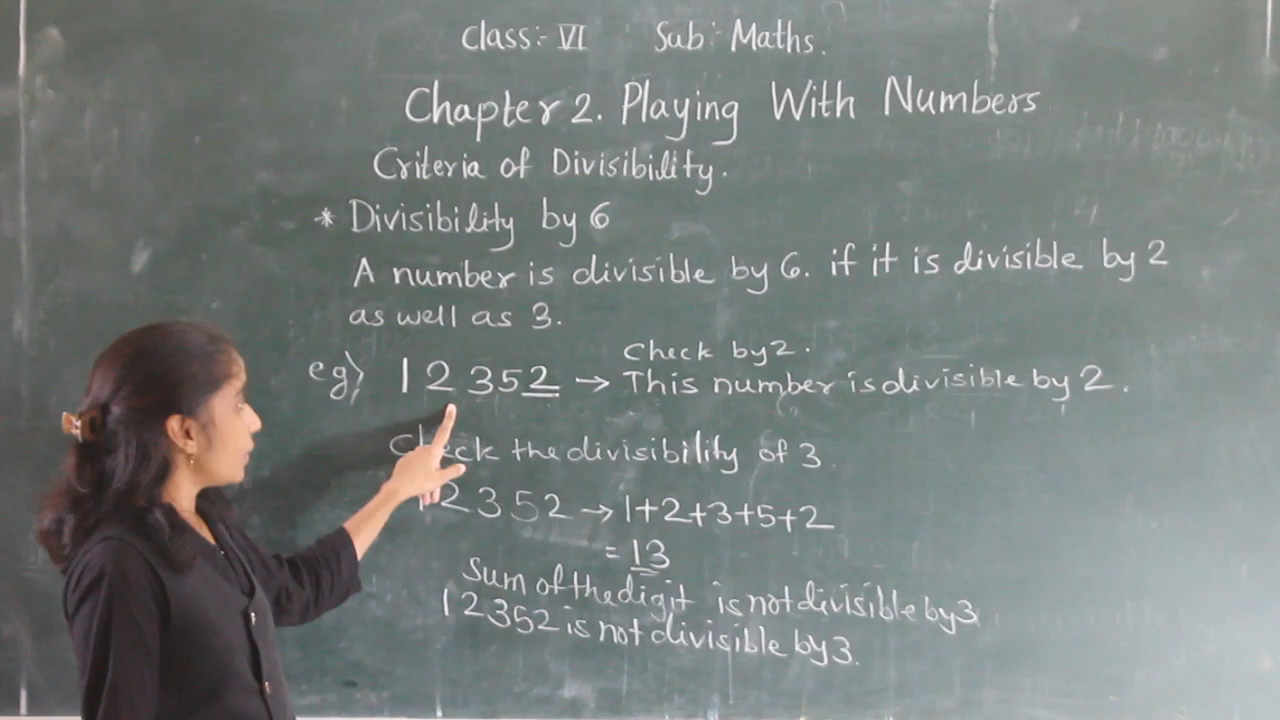 Class:- VI Sub: Maths.
Chapter 2. Playing With Numbers
Criteria of Divisibility.
* Divisibility by 6
A number is divisible by 6. if it is divisible by 2
as well as 3.
Check by 2.
eg) 12352 → This number is divisible by 2.
Check the divisibility of 3.
12352 → 1+2+3+5+2
= 13
Sum of the digit is not divisible by 3
12352 is not divisible by 3.